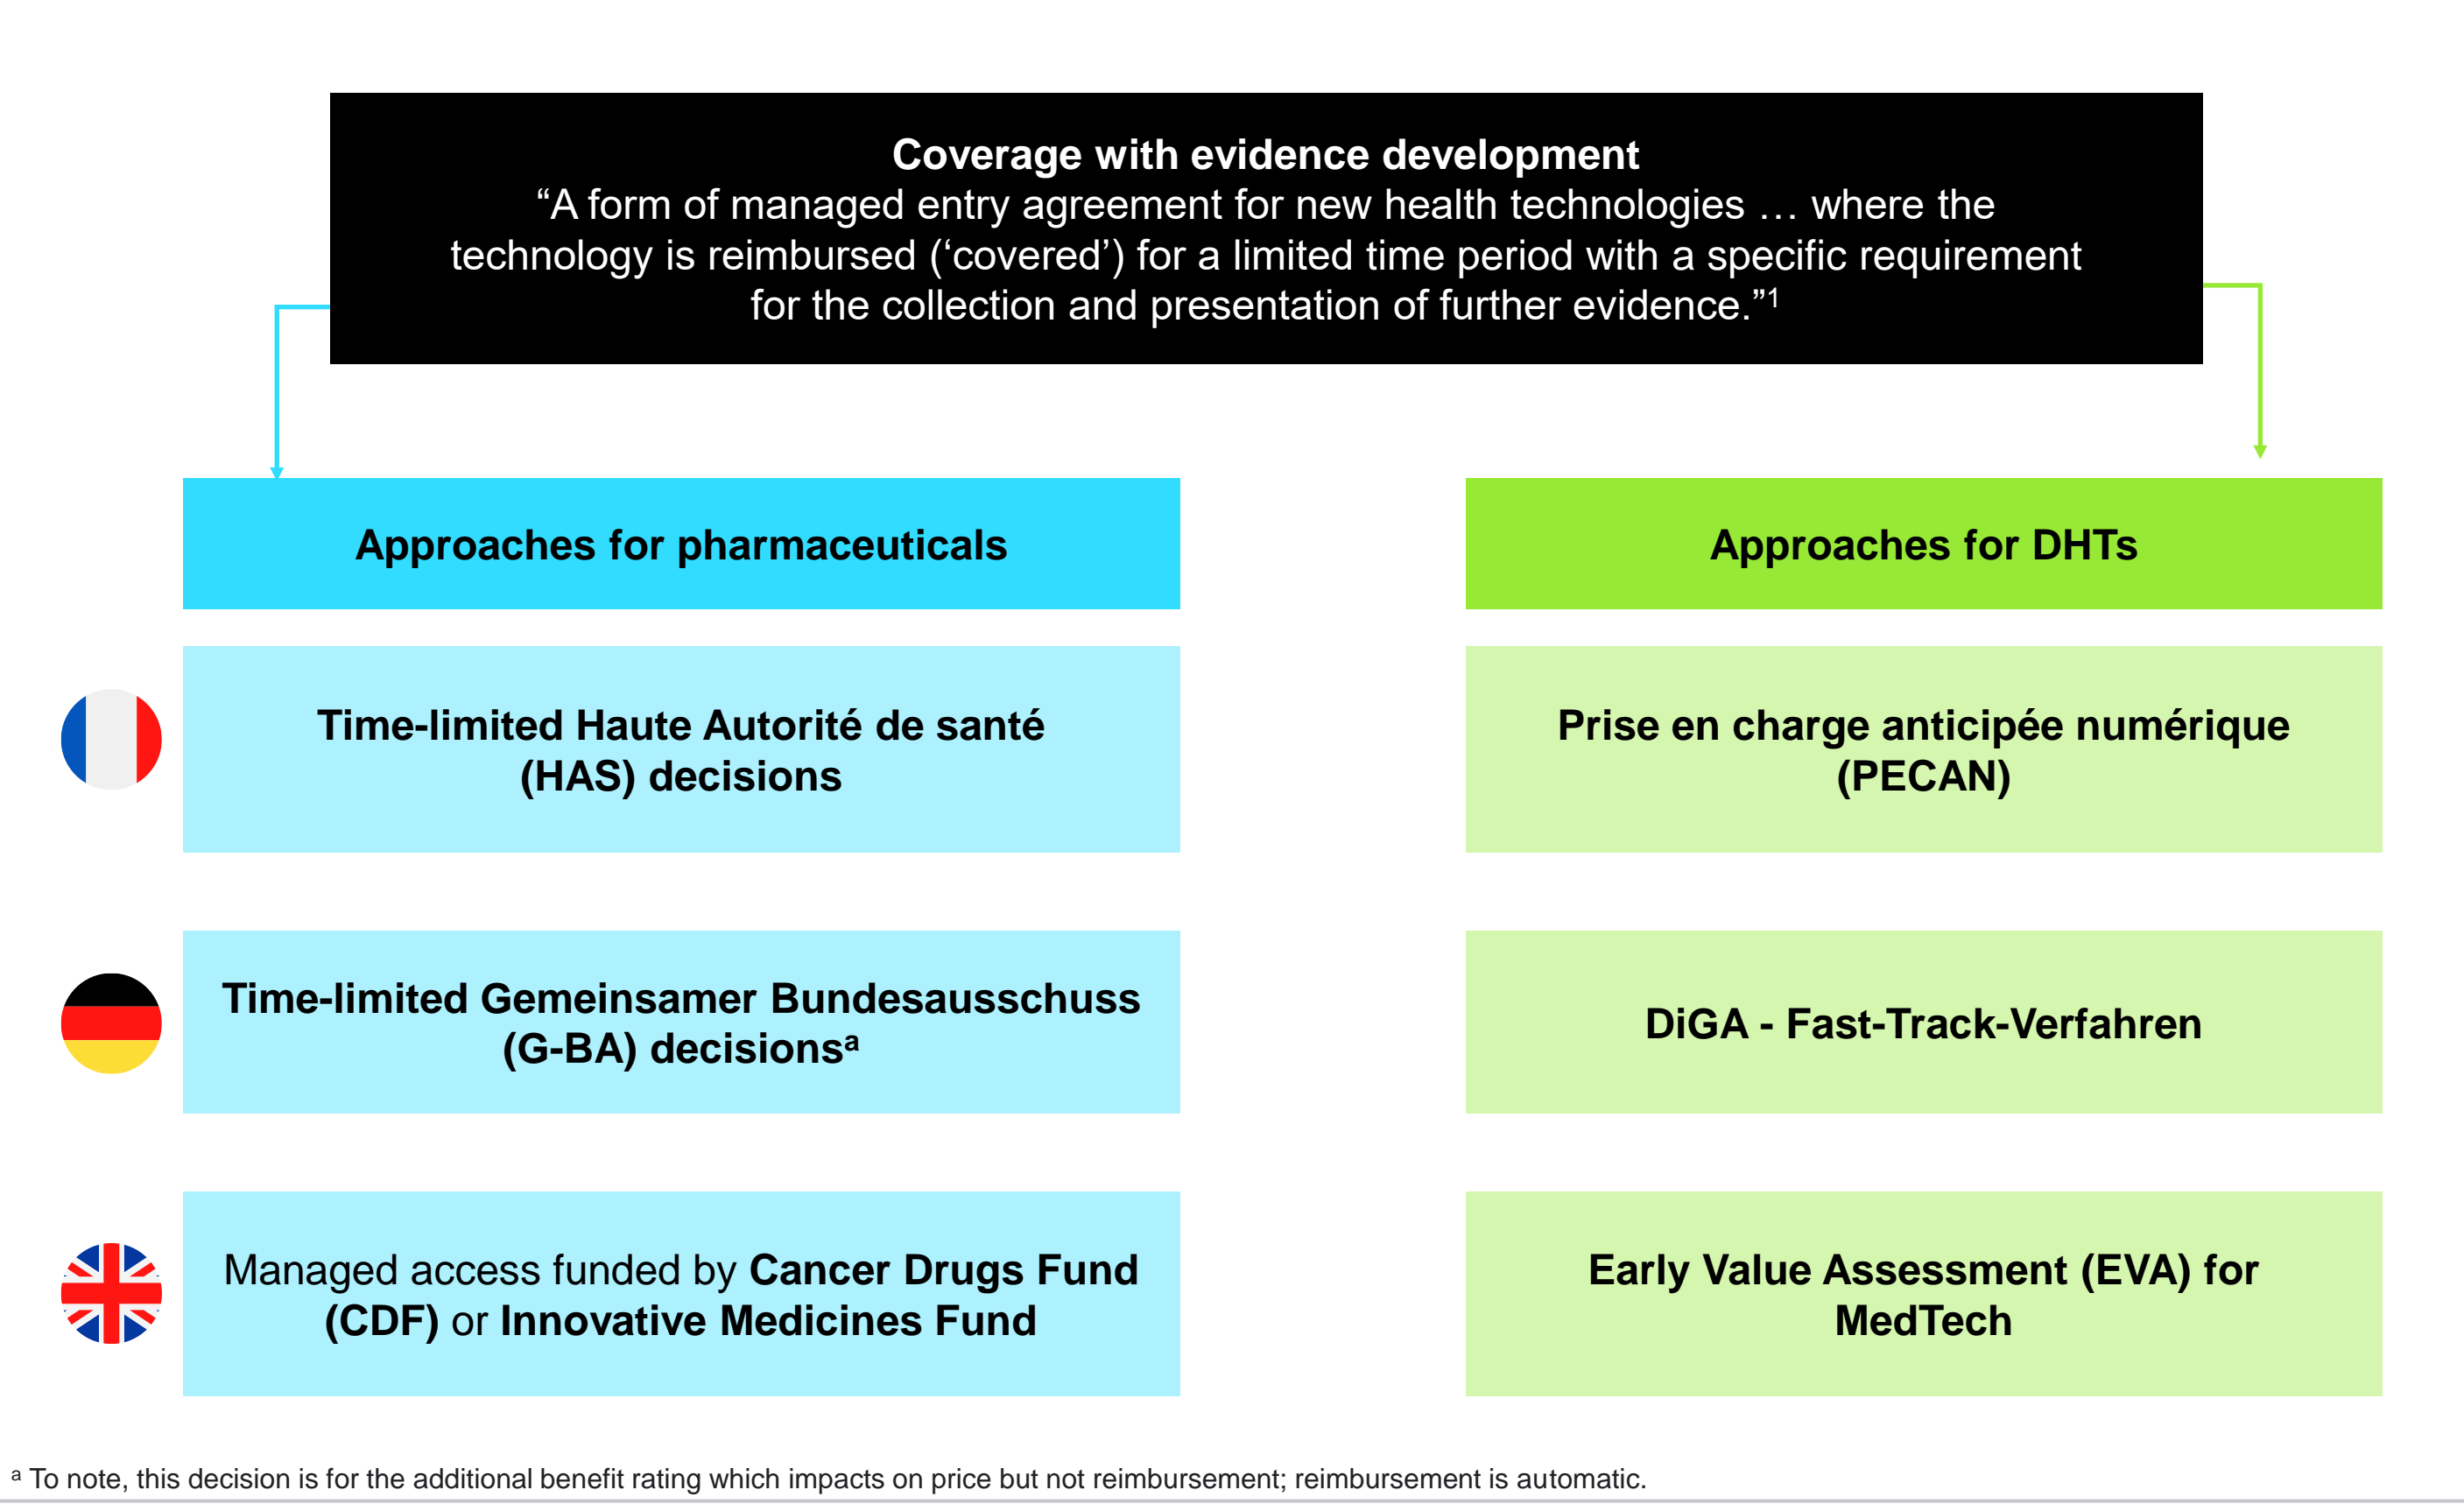 Coverage with evidence development
“A form of managed entry agreement for new health technologies … where the
technology is reimbursed (‘covered’) for a limited time period with a specific requirement
for the collection and presentation of further evidence.”1
Approaches for pharmaceuticals
Approaches for DHTs
Time-limited Haute Autorité de santé
(HAS) decisions
Prise en charge anticipée numérique
(PECAN)
Time-limited Gemeinsamer Bundesausschuss
(G-BA) decisionsa
DiGA - Fast-Track-Verfahren
Managed access funded by Cancer Drugs Fund
(CDF) or Innovative Medicines Fund
Early Value Assessment (EVA) for
MedTech
a To note, this decision is for the additional benefit rating which impacts on price but not reimbursement; reimbursement is automatic.